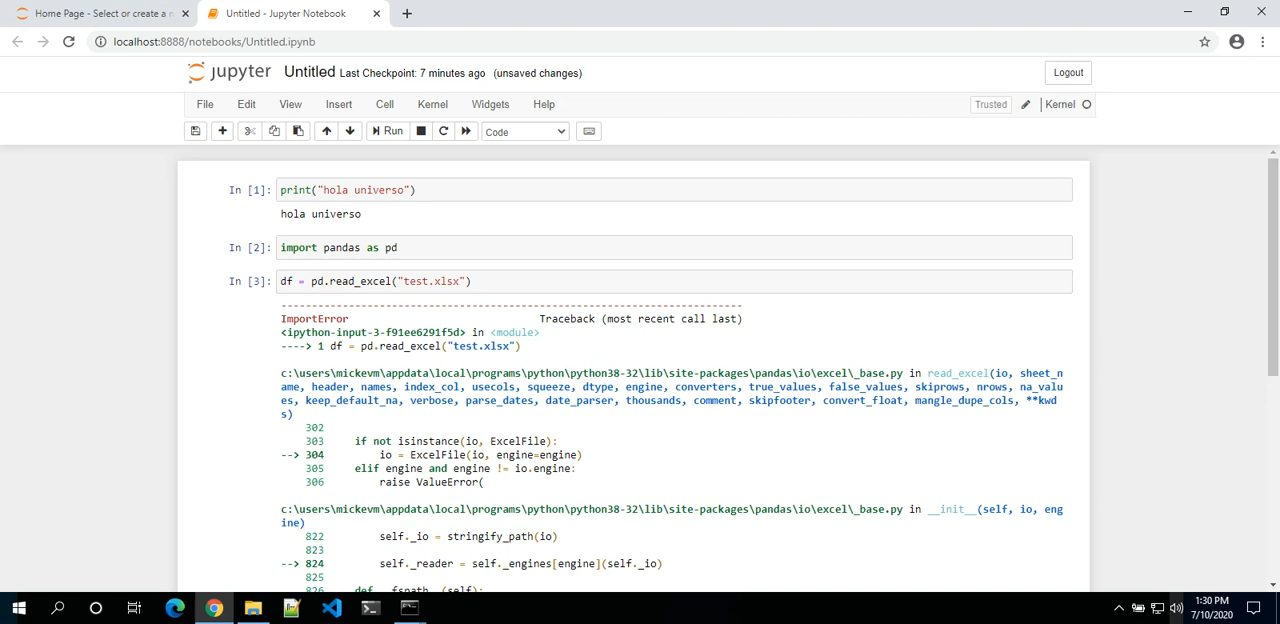 Home Page - Select or create a n
Untitled - Jupyter Notebook
localhost:8888/notebooks/Untitled.ipynb
jupyter Untitled Last Checkpoint: 7 minutes ago (unsaved changes)
Logout
File Edit View Insert Cell Kernel Widgets Help
Trusted Kernel
Run Code
In [1]: print("hola universo")
hola universo
In [2]: import pandas as pd
In [3]: df = pd.read_excel("test.xlsx")
---------------------------------------------------------------------------
ImportError Traceback (most recent call last)
<ipython-input-3-f91ee6291f5d> in <module>
----> 1 df = pd.read_excel("test.xlsx")
c:\users\mickevm\appdata\local\programs\python\python38-32\lib\site-packages\pandas\io\excel\_base.py in read_excel(io, sheet_n
ame, header, names, index_col, usecols, squeeze, dtype, engine, converters, true_values, false_values, skiprows, nrows, na_valu
es, keep_default_na, verbose, parse_dates, date_parser, thousands, comment, skipfooter, convert_float, mangle_dupe_cols, **kwd
s)
302
303 if not isinstance(io, ExcelFile):
--> 304 io = ExcelFile(io, engine=engine)
305 elif engine and engine != io.engine:
306 raise ValueError(
c:\users\mickevm\appdata\local\programs\python\python38-32\lib\site-packages\pandas\io\excel\_base.py in __init__(self, io, eng
ine)
822 self._io = stringify_path(io)
823
--> 824 self._reader = self._engines[engine](self._io)
825
826 def __fspath__(self):
1:30 PM
7/10/2020